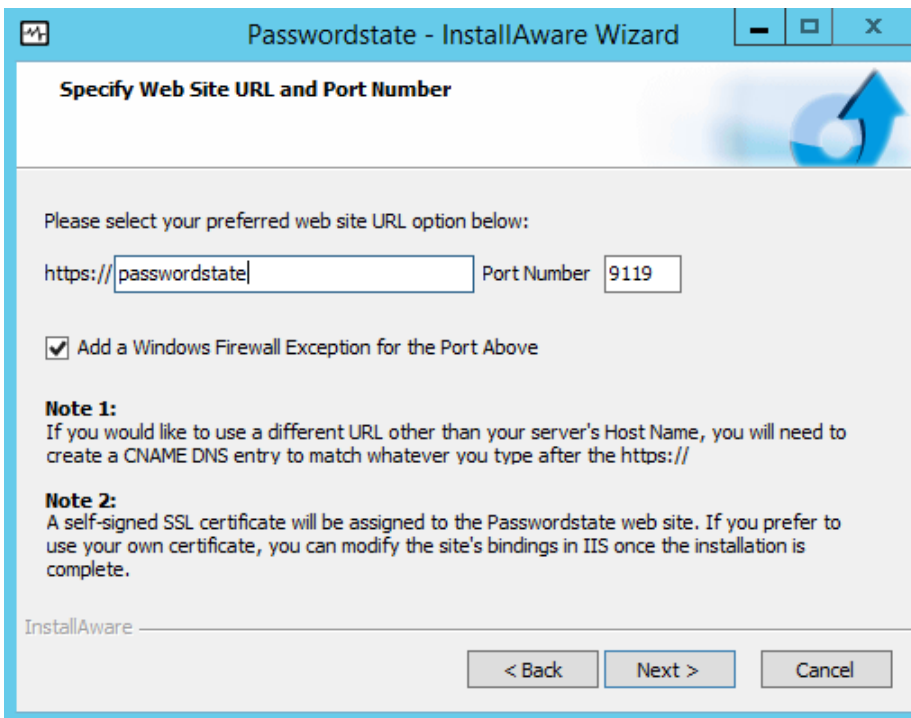 Passwordstate - InstallAware Wizard
Specify Web Site URL and Port Number
Please select your preferred web site URL option below:
https:// passwordstate Port Number 9119
Add a Windows Firewall Exception for the Port Above
Note 1:
If you would like to use a different URL other than your server's Host Name, you will need to
create a CNAME DNS entry to match whatever you type after the https://
Note 2:
A self-signed SSL certificate will be assigned to the Passwordstate web site. If you prefer to
use your own certificate, you can modify the site's bindings in IIS once the installation is
complete.
InstallAware
< Back Next > Cancel